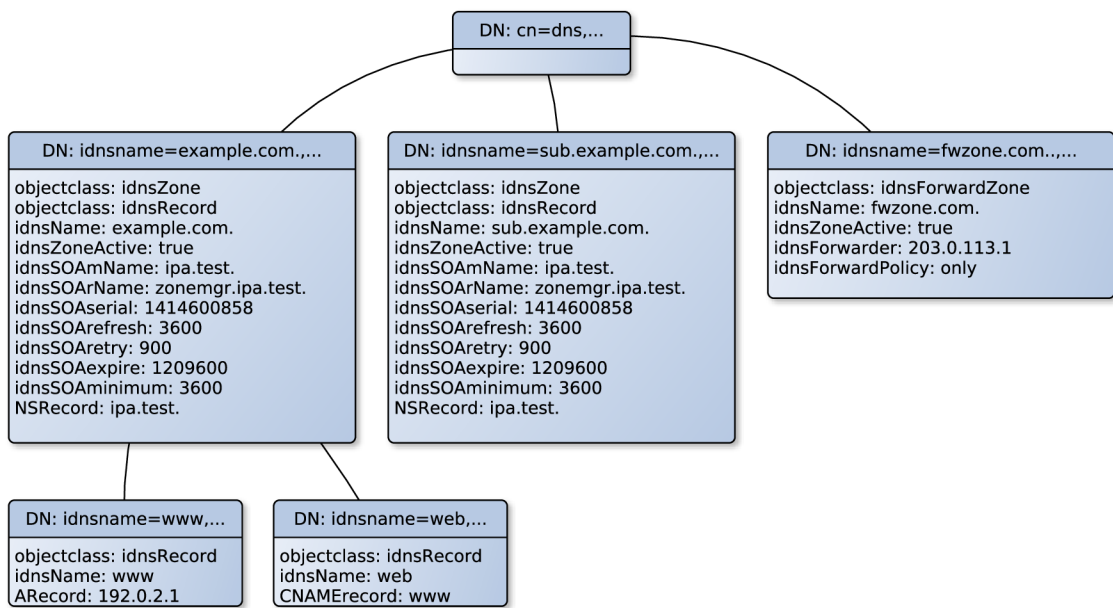 DN: cn=dns,...
DN: idnsname=example.com.,...
objectclass: idnsZone
objectclass: idnsRecord
idnsName: example.com.
idnsZoneActive: true
idnsSOAmName: ipa.test.
idnsSOArName: zonemgr.ipa.test.
idnsSOAserial: 1414600858
idnsSOArefresh: 3600
idnsSOAretry: 900
idnsSOAexpire: 1209600
idnsSOAminimum: 3600
NSRecord: ipa.test.
DN: idnsname=sub.example.com.,...
objectclass: idnsZone
objectclass: idnsRecord
idnsName: sub.example.com.
idnsZoneActive: true
idnsSOAmName: ipa.test.
idnsSOArName: zonemgr.ipa.test.
idnsSOAserial: 1414600858
idnsSOArefresh: 3600
idnsSOAretry: 900
idnsSOAexpire: 1209600
idnsSOAminimum: 3600
NSRecord: ipa.test.
DN: idnsname=fwzone.com..,...
objectclass: idnsForwardZone
idnsName: fwzone.com.
idnsZoneActive: true
idnsForwarder: 203.0.113.1
idnsForwardPolicy: only
DN: idnsname=www,...
objectclass: idnsRecord
idnsName: www
ARecord: 192.0.2.1
DN: idnsname=web,...
objectclass: idnsRecord
idnsName: web
CNAMErecord: www